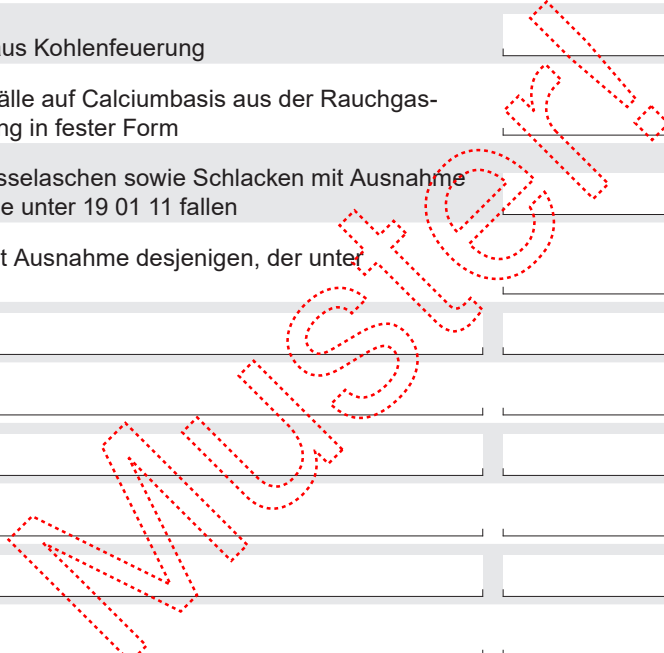 aus Kohlenfeuerung
älle auf Calciumbasis aus der Rauchgas-
ng in fester Form
sselaschen sowie Schlacken mit Ausnahme
e unter 19 01 11 fallen
t Ausnahme desjenigen, der unter
Muster!